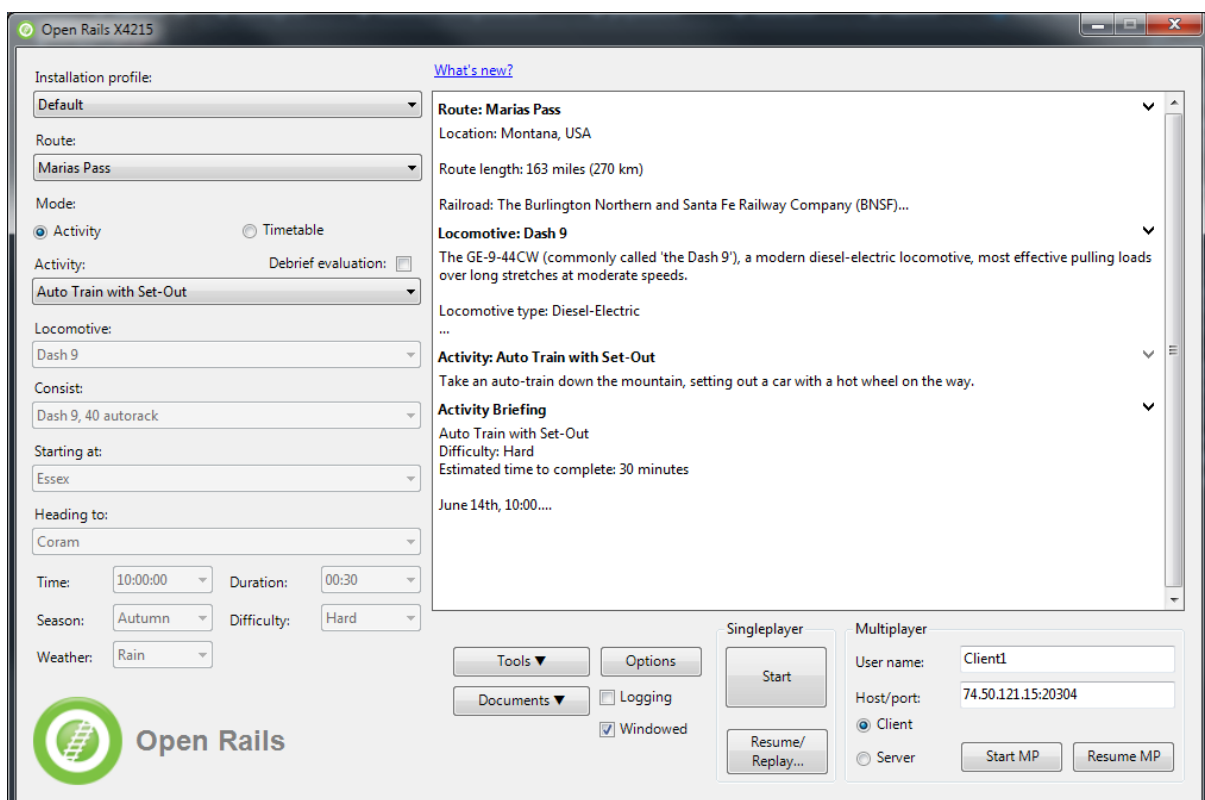 Open Rails X4215
Installation profile:
Default
Route:
Marias Pass
Mode:
Activity
Timetable
Activity:
Debrief evaluation:
Auto Train with Set-Out
Locomotive:
Dash 9
Consist:
Dash 9, 40 autorack
Starting at:
Essex
Heading to:
Coram
Time:
10:00:00
Duration:
00:30
Season:
Autumn
Difficulty:
Hard
Weather:
Rain
Open Rails
What's new?
Route: Marias Pass
Location: Montana, USA
Route length: 163 miles (270 km)
Railroad: The Burlington Northern and Santa Fe Railway Company (BNSF)...
Locomotive: Dash 9
The GE-9-44CW (commonly called 'the Dash 9'), a modern diesel-electric locomotive, most effective pulling loads
over long stretches at moderate speeds.
Locomotive type: Diesel-Electric
...
Activity: Auto Train with Set-Out
Take an auto-train down the mountain, setting out a car with a hot wheel on the way.
Activity Briefing
Auto Train with Set-Out
Difficulty: Hard
Estimated time to complete: 30 minutes
June 14th, 10:00....
Tools ▼
Options
Documents ▼
Logging
Windowed
Singleplayer
Start
Resume/
Replay...
Multiplayer
User name:
Client1
Host/port:
74.50.121.15:20304
Client
Server
Start MP
Resume MP